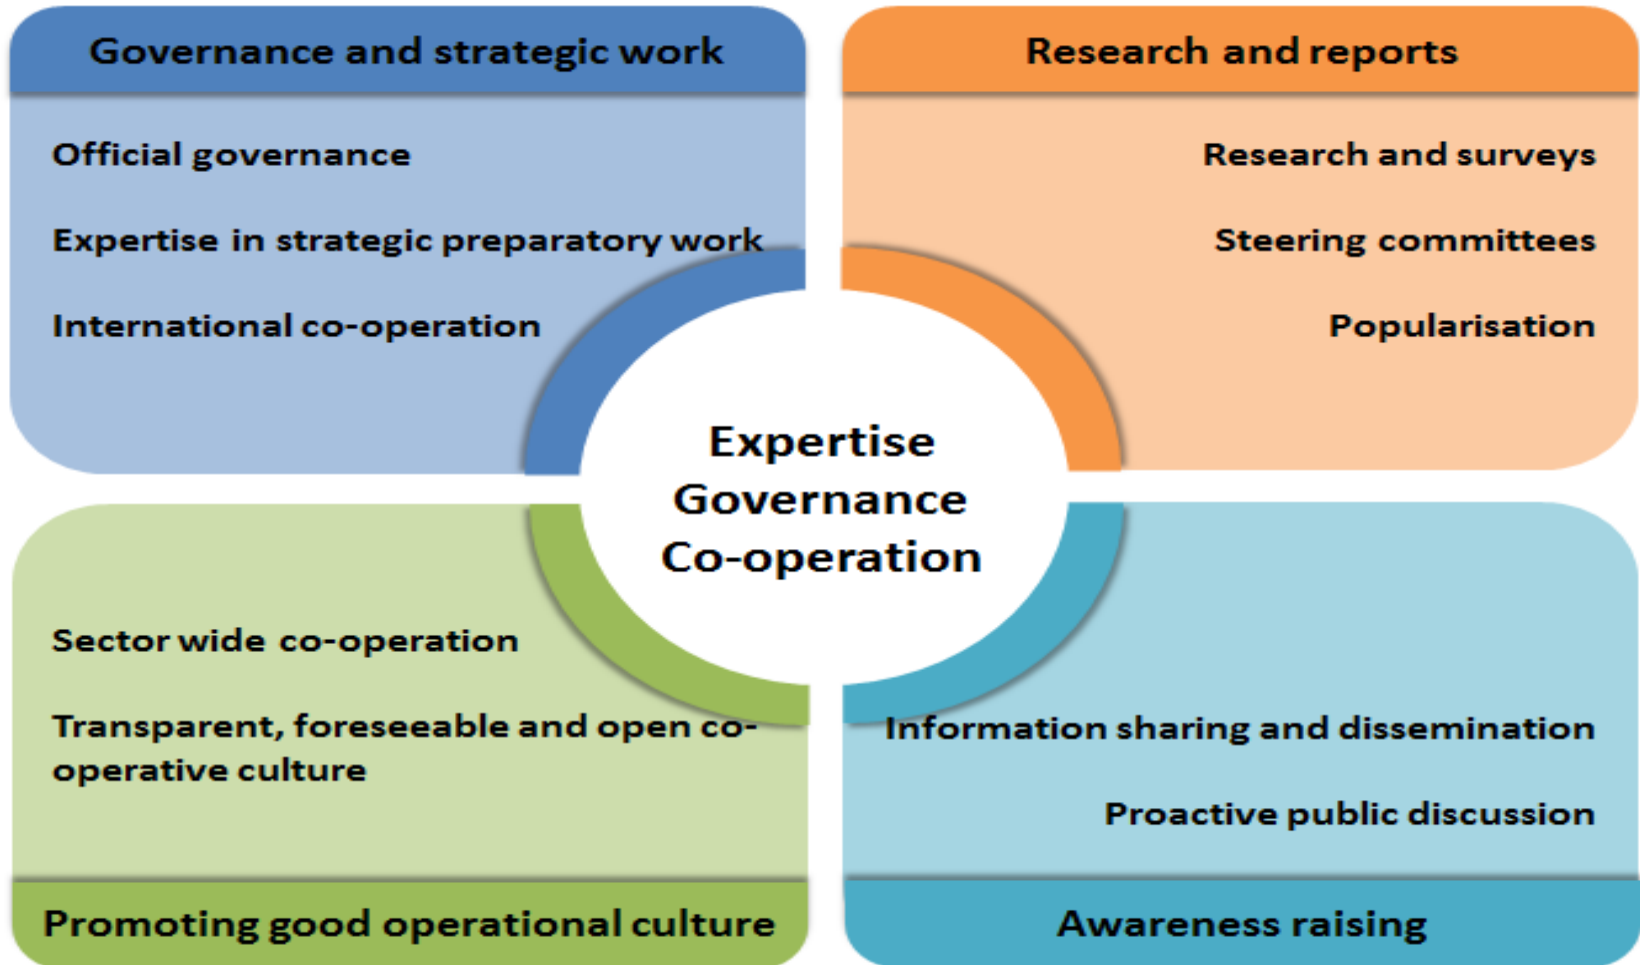 Governance and strategic work
Official governance
Expertise in strategic preparatory work
International co-operation
Research and reports
Research and surveys
Steering committees
Popularisation
Expertise
Governance
Co-operation
Sector wide co-operation
Transparent, foreseeable and open co-
operative culture
Promoting good operational culture
Information sharing and dissemination
Proactive public discussion
Awareness raising